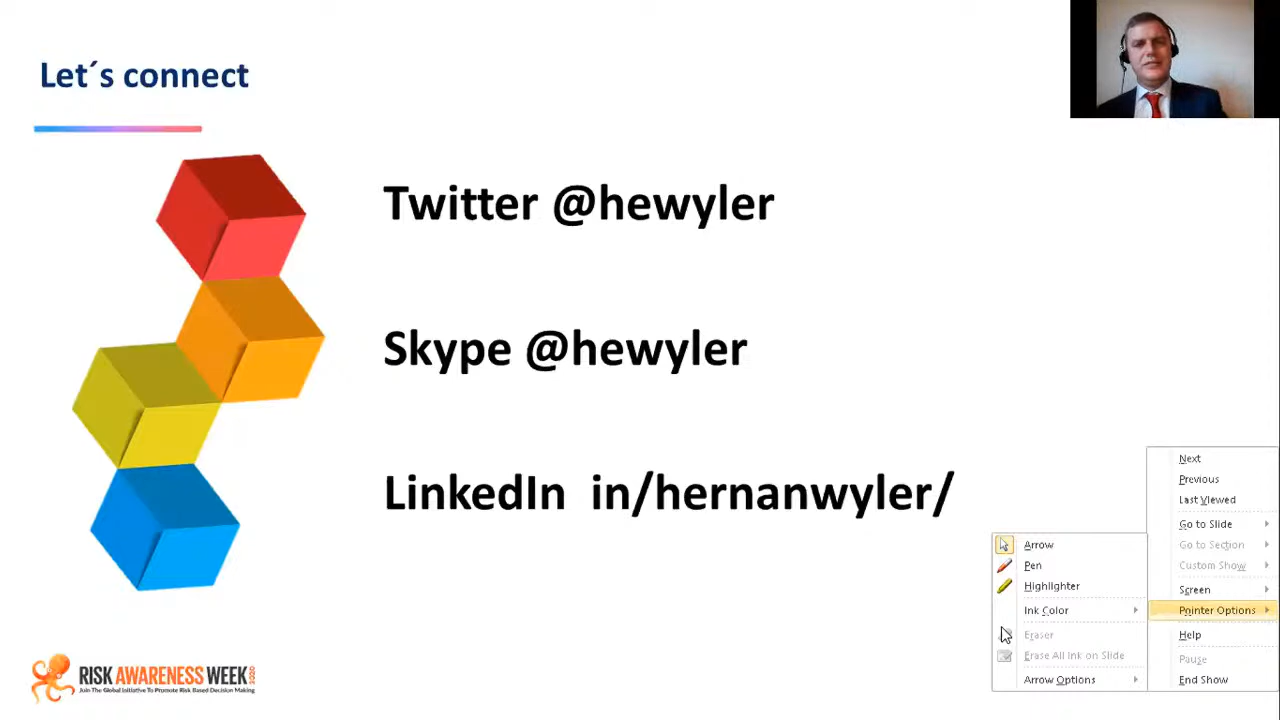 Let´s connect
Twitter @hewyler
Skype @hewyler
LinkedIn in/hernanwyler/
Next
Previous
Last Viewed
Go to Slide
Go to Section
Custom Show
Screen
Pointer Options
Help
Pause
End Show
Arrow
Pen
Highlighter
Ink Color
Eraser
Erase All Ink on Slide
Arrow Options
RISK AWARENESS WEEK 2020
Join The Global Initiative To Promote Risk Based Decision Making